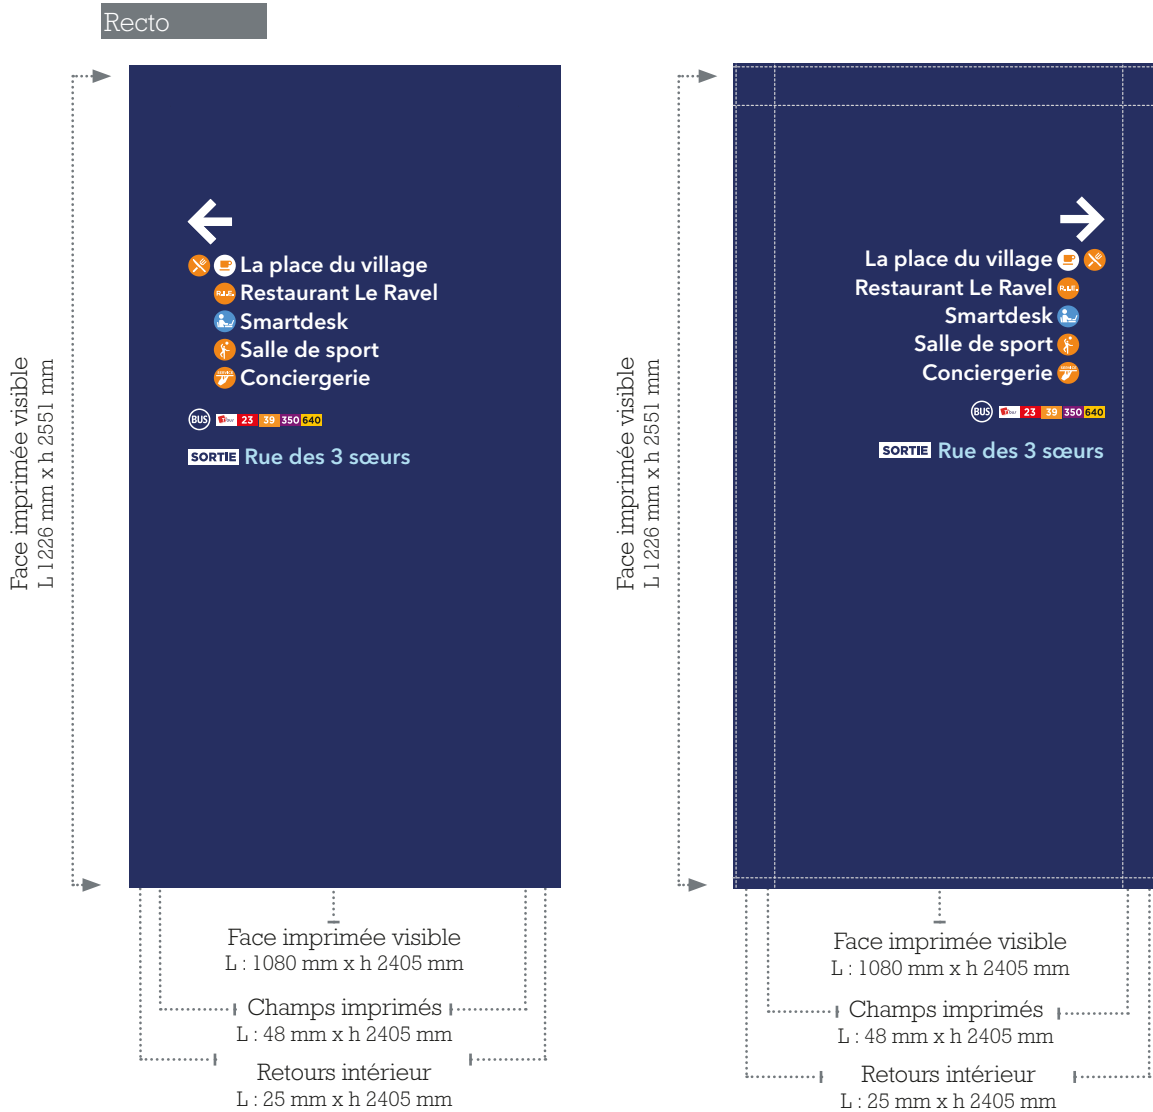 Recto
Face imprimée visible
L 1226 mm x h 2551 mm
La place du village
R.I.E. Restaurant Le Ravel
Smartdesk
Salle de sport
Conciergerie
BUS 23 39 350 640
SORTIE Rue des 3 sœurs
Face imprimée visible
L : 1080 mm x h 2405 mm
Champs imprimés
L : 48 mm x h 2405 mm
Retours intérieur
L : 25 mm x h 2405 mm
Face imprimée visible
L 1226 mm x h 2551 mm
La place du village
Restaurant Le Ravel R.I.E.
Smartdesk
Salle de sport
Conciergerie
BUS 23 39 350 640
SORTIE Rue des 3 sœurs
Face imprimée visible
L : 1080 mm x h 2405 mm
Champs imprimés
L : 48 mm x h 2405 mm
Retours intérieur
L : 25 mm x h 2405 mm